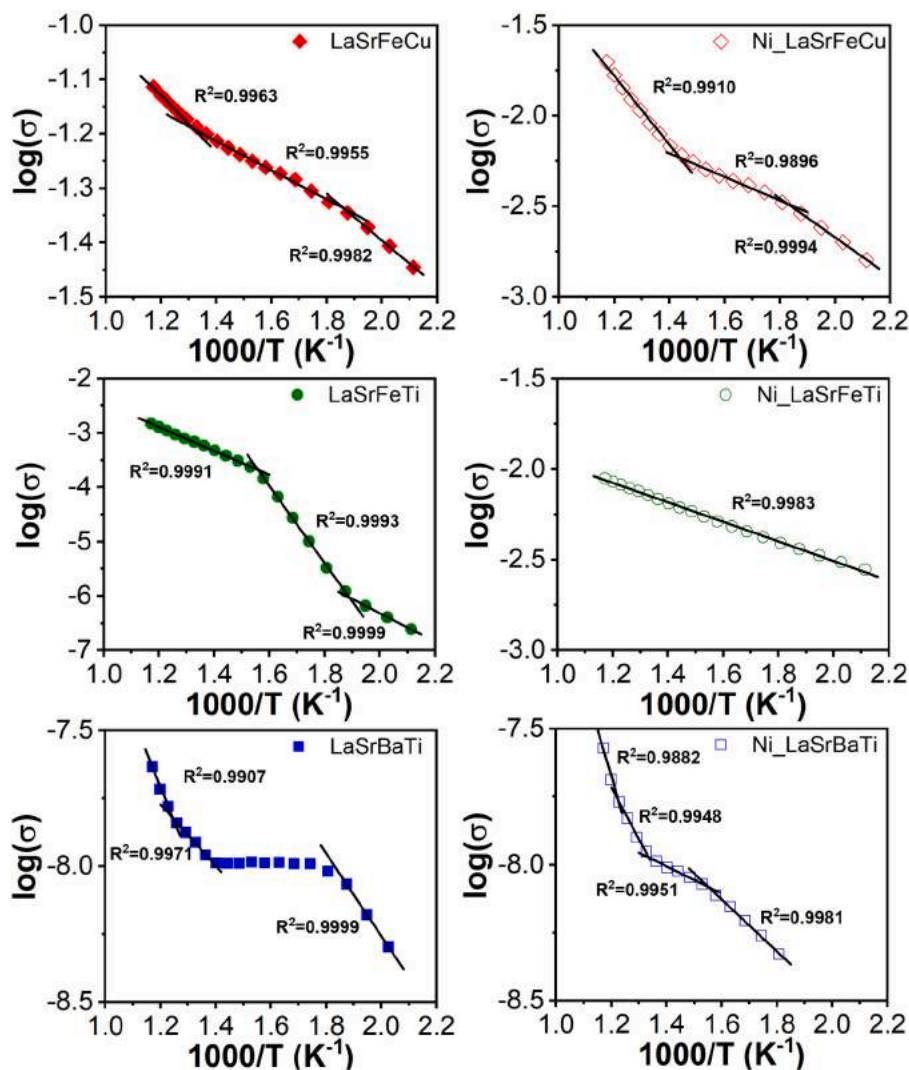 -1.0
LaSrFeCu
-1.1
R²=0.9963
-1.2
R²=0.9955
log(σ)
-1.3
R²=0.9982
-1.4
-1.5
1.0 1.2 1.4 1.6 1.8 2.0 2.2
1000/T (K⁻¹)
-1.5
Ni_LaSrFeCu
R²=0.9910
-2.0
log(σ)
R²=0.9896
-2.5
R²=0.9994
-3.0
1.0 1.2 1.4 1.6 1.8 2.0 2.2
1000/T (K⁻¹)
-2
LaSrFeTi
-3
R²=0.9991
-4
log(σ)
R²=0.9993
-5
-6
R²=0.9999
-7
1.0 1.2 1.4 1.6 1.8 2.0 2.2
1000/T (K⁻¹)
-1.5
Ni_LaSrFeTi
-2.0
R²=0.9983
log(σ)
-2.5
-3.0
1.0 1.2 1.4 1.6 1.8 2.0 2.2
1000/T (K⁻¹)
-7.5
LaSrBaTi
R²=0.9907
log(σ)
-8.0
R²=0.9971
R²=0.9999
-8.5
1.0 1.2 1.4 1.6 1.8 2.0 2.2
1000/T (K⁻¹)
-7.5
Ni_LaSrBaTi
R²=0.9882
R²=0.9948
log(σ)
-8.0
R²=0.9951
R²=0.9981
-8.5
1.0 1.2 1.4 1.6 1.8 2.0 2.2
1000/T (K⁻¹)